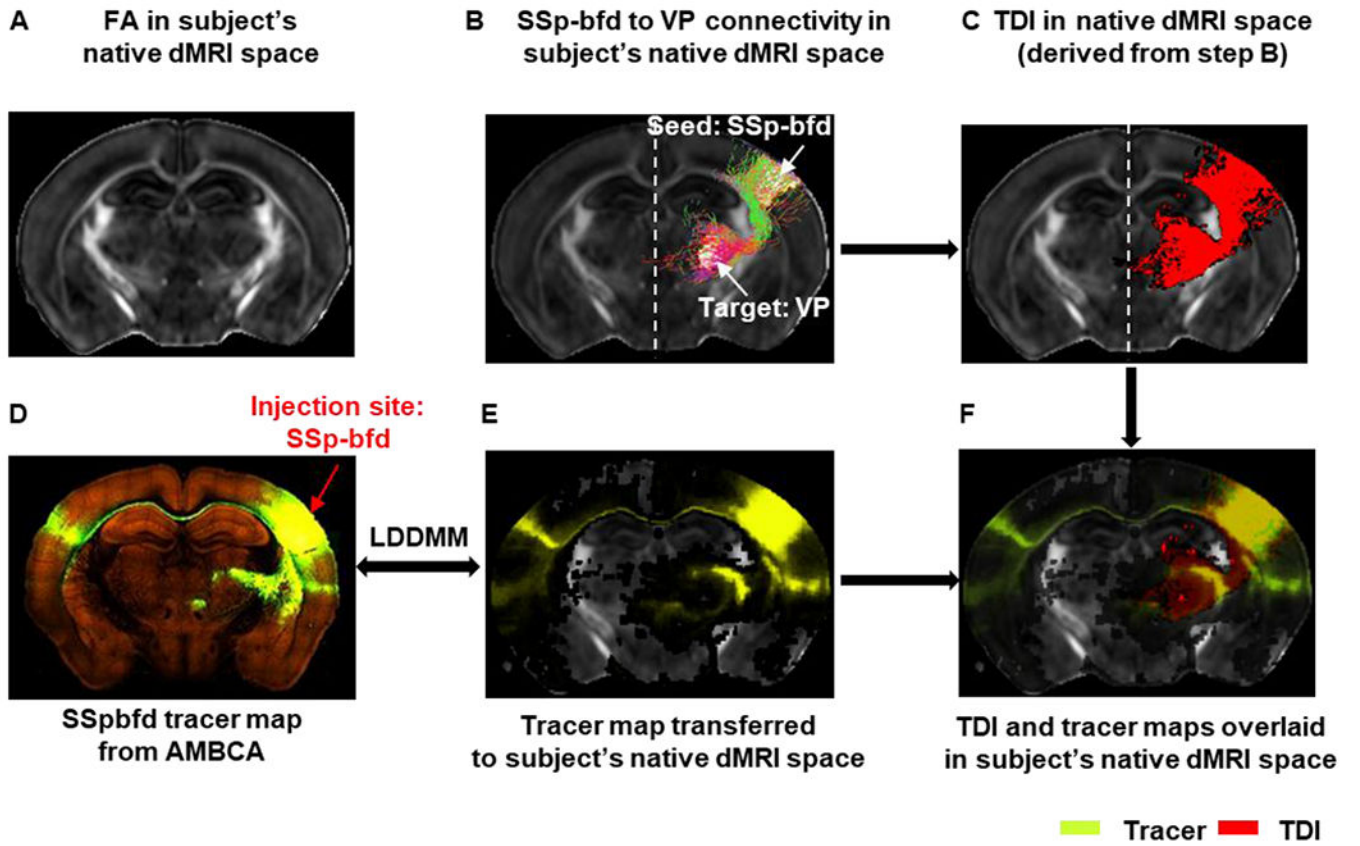 A
FA in subject's
native dMRI space
B
SSp-bfd to VP connectivity in
subject's native dMRI space
C
TDI in native dMRI space
(derived from step B)
Seed: SSp-bfd
Target: VP
D
Injection site:
SSp-bfd
LDDMM
E
F
SSpbfd tracer map
from AMBCA
Tracer map transferred
to subject's native dMRI space
TDI and tracer maps overlaid
in subject's native dMRI space
Tracer
TDI